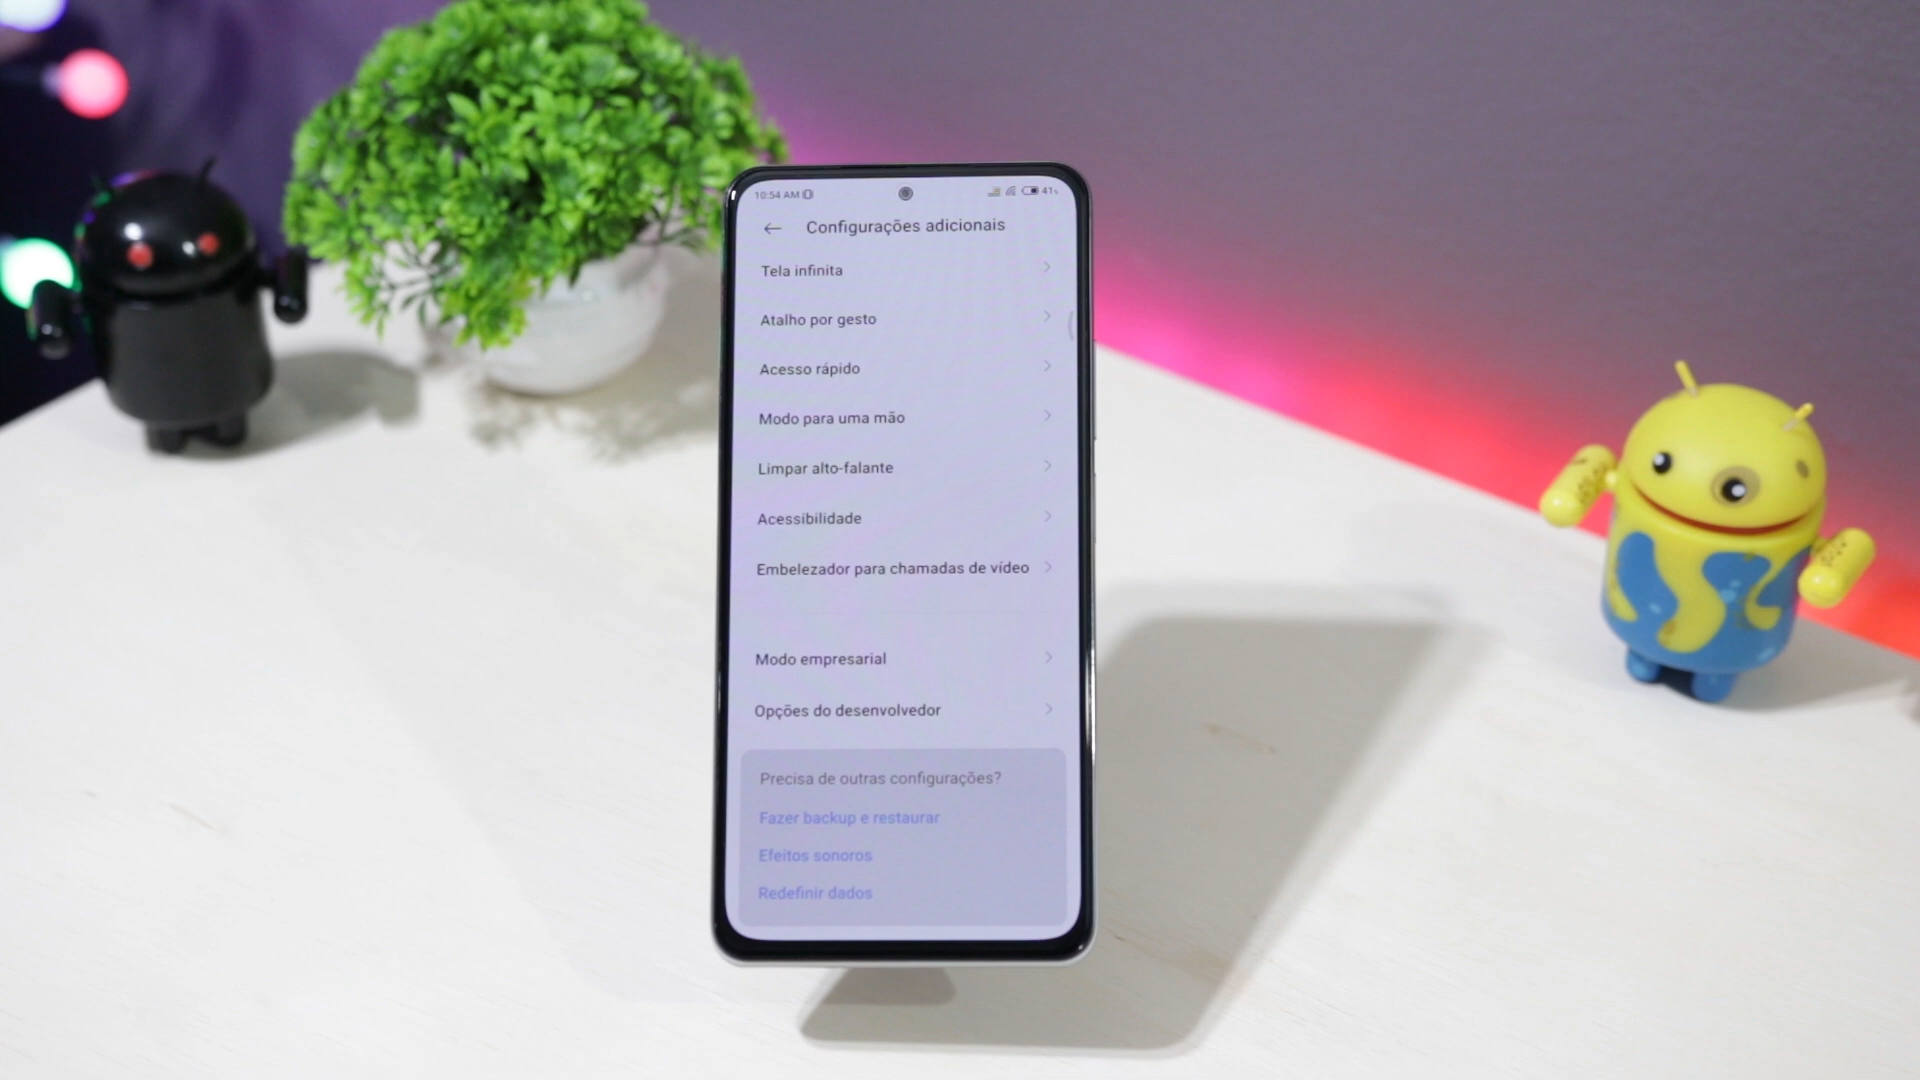 10:54 AM
41%
Configurações adicionais
Tela infinita
Atalho por gesto
Acesso rápido
Modo para uma mão
Limpar alto-falante
Acessibilidade
Embelezador para chamadas de vídeo
Modo empresarial
Opções do desenvolvedor
Precisa de outras configurações?
Fazer backup e restaurar
Efeitos sonoros
Redefinir dados